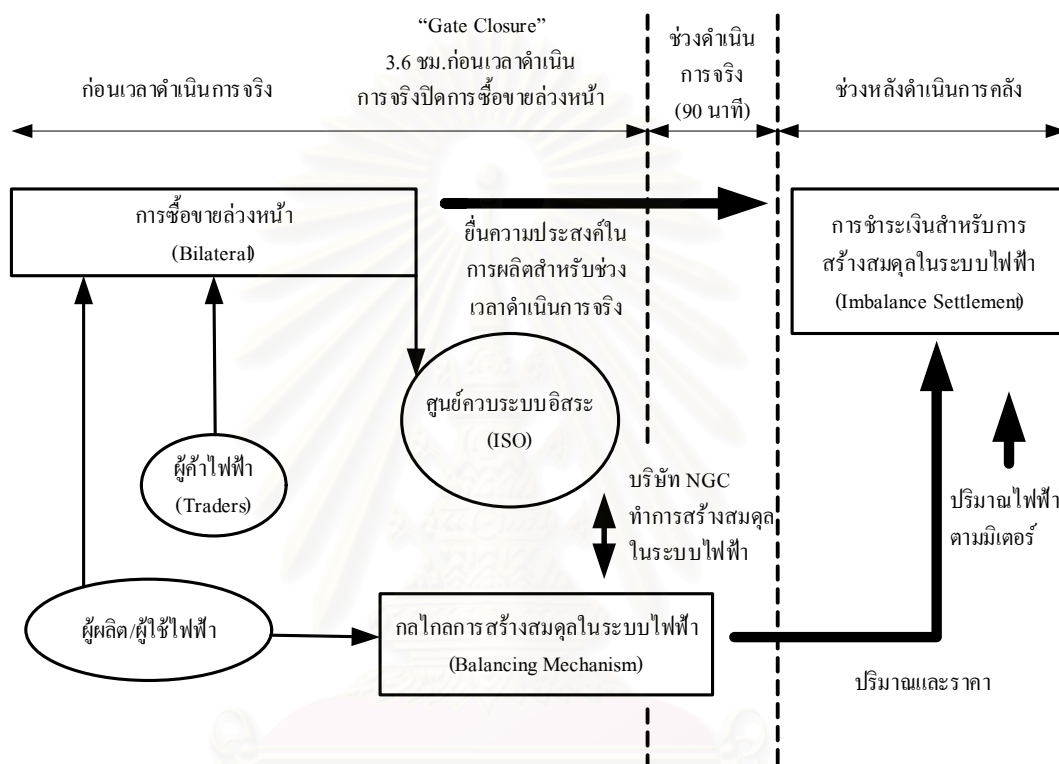 “Gate Closure”
3.6 ชม.ก่อนเวลาดำเนิน
การจริงปิดการซื้อขายล่วงหน้า
ก่อนเวลาดำเนินการจริง
ช่วงดำเนิน
การจริง
(90 นาที)
ช่วงหลังดำเนินการคลัง
การซื้อขายล่วงหน้า
(Bilateral)
ยื่นความประสงค์ใน
การผลิตสำหรับช่วง
เวลาดำเนินการจริง
การชำระเงินสำหรับการ
สร้างสมดุลในระบบไฟฟ้า
(Imbalance Settlement)
ศูนย์ควบระบบอิสระ
(ISO)
ผู้ค้าไฟฟ้า
(Traders)
บริษัท NGC
ทำการสร้างสมดุล
ในระบบไฟฟ้า
ปริมาณไฟฟ้า
ตามมิเตอร์
ผู้ผลิต/ผู้ใช้ไฟฟ้า
กลไกลการสร้างสมดุลในระบบไฟฟ้า
(Balancing Mechanism)
ปริมาณและราคา